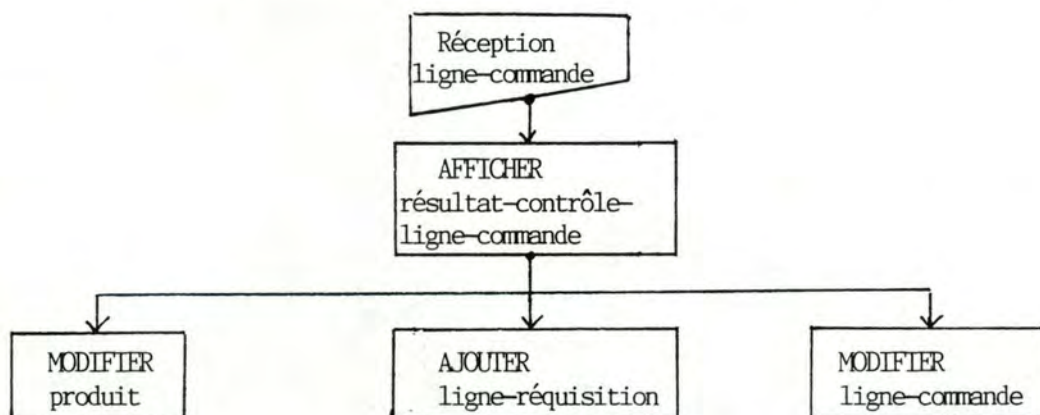 Réception
ligne-commande
AFFICHER
résultat-contrôle-
ligne-commande
MODIFIER
produit
AJOUTER
ligne-réquisition
MODIFIER
ligne-commande